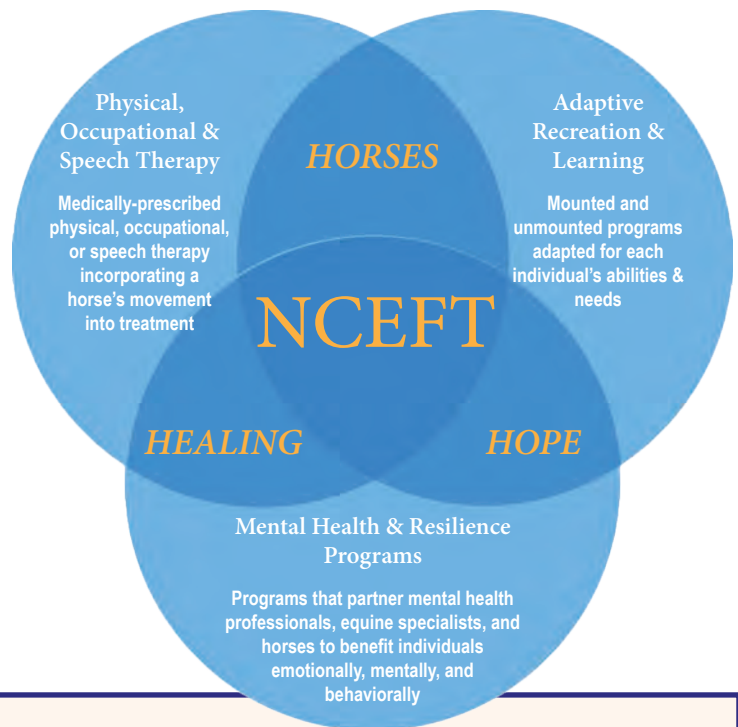 Physical,
Occupational &
Speech Therapy
Medically-prescribed
physical, occupational,
or speech therapy
incorporating a
horse's movement
into treatment
HORSES
Adaptive
Recreation &
Learning
Mounted and
unmounted programs
adapted for each
individual's abilities &
needs
NCEFT
HEALING
HOPE
Mental Health & Resilience
Programs
Programs that partner mental health
professionals, equine specialists, and
horses to benefit individuals
emotionally, mentally, and
behaviorally